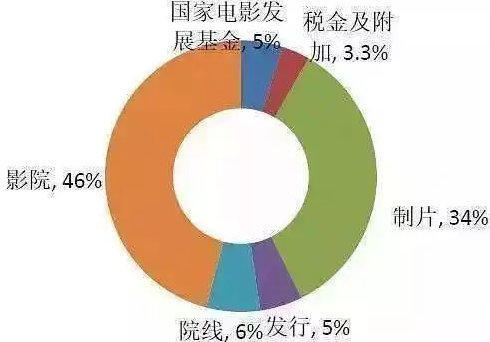 国家电影发
展基金, 5%
税金及附
加, 3.3%
影院, 46%
制片, 34%
院线, 6%
发行, 5%